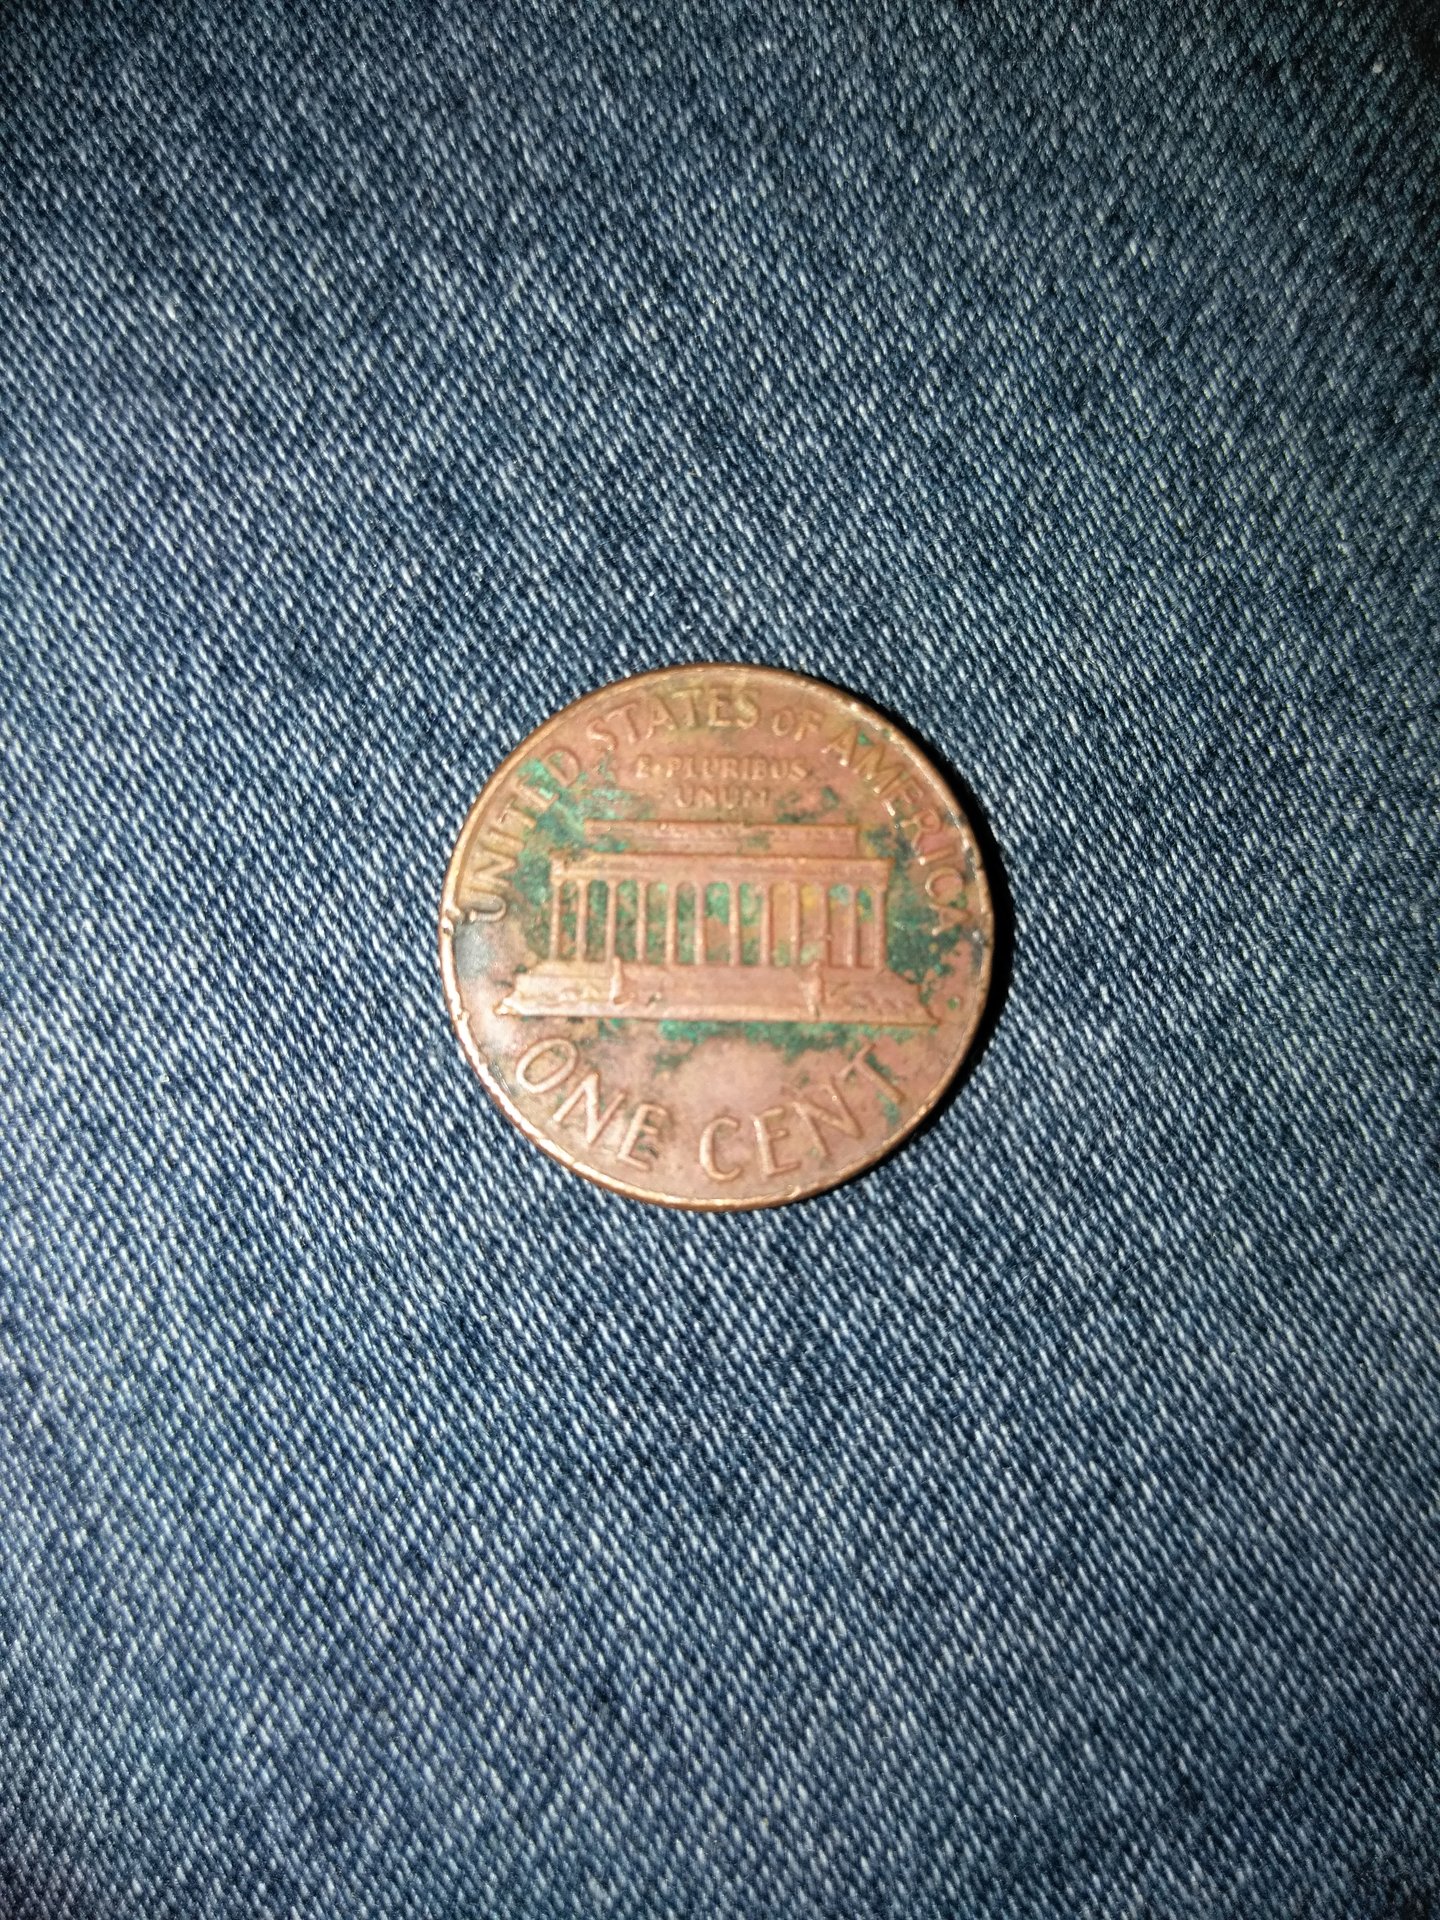 UNITED STATES OF AMERICA
E·PLURIBUS
UNUM
ONE CENT